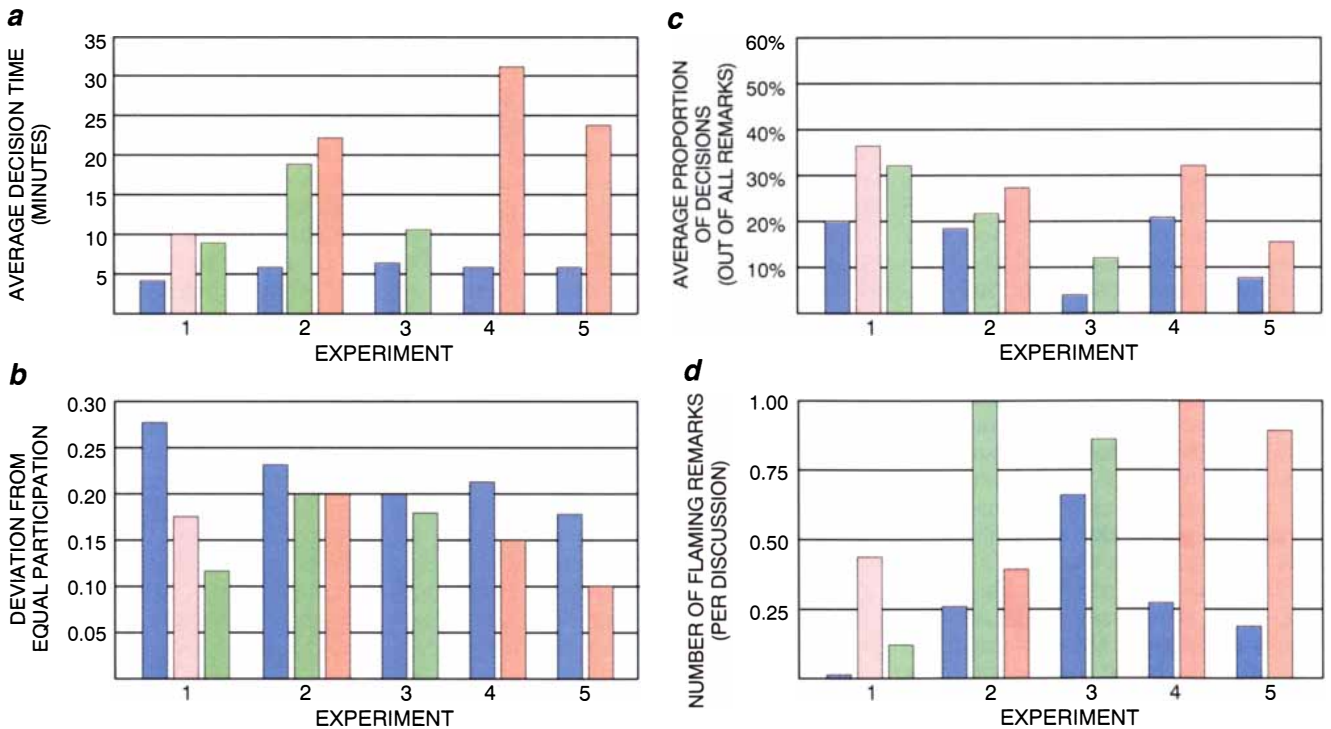 a
AVERAGE DECISION TIME
(MINUTES)
35
30
25
20
15
10
5
1 2 3 4 5
EXPERIMENT
b
DEVIATION FROM
EQUAL PARTICIPATION
0.30
0.25
0.20
0.15
0.10
0.05
1 2 3 4 5
EXPERIMENT
c
AVERAGE PROPORTION
OF DECISIONS
(OUT OF ALL REMARKS)
60%
50%
40%
30%
20%
10%
1 2 3 4 5
EXPERIMENT
d
NUMBER OF FLAMING REMARKS
(PER DISCUSSION)
1.00
0.75
0.50
0.25
1 2 3 4 5
EXPERIMENT